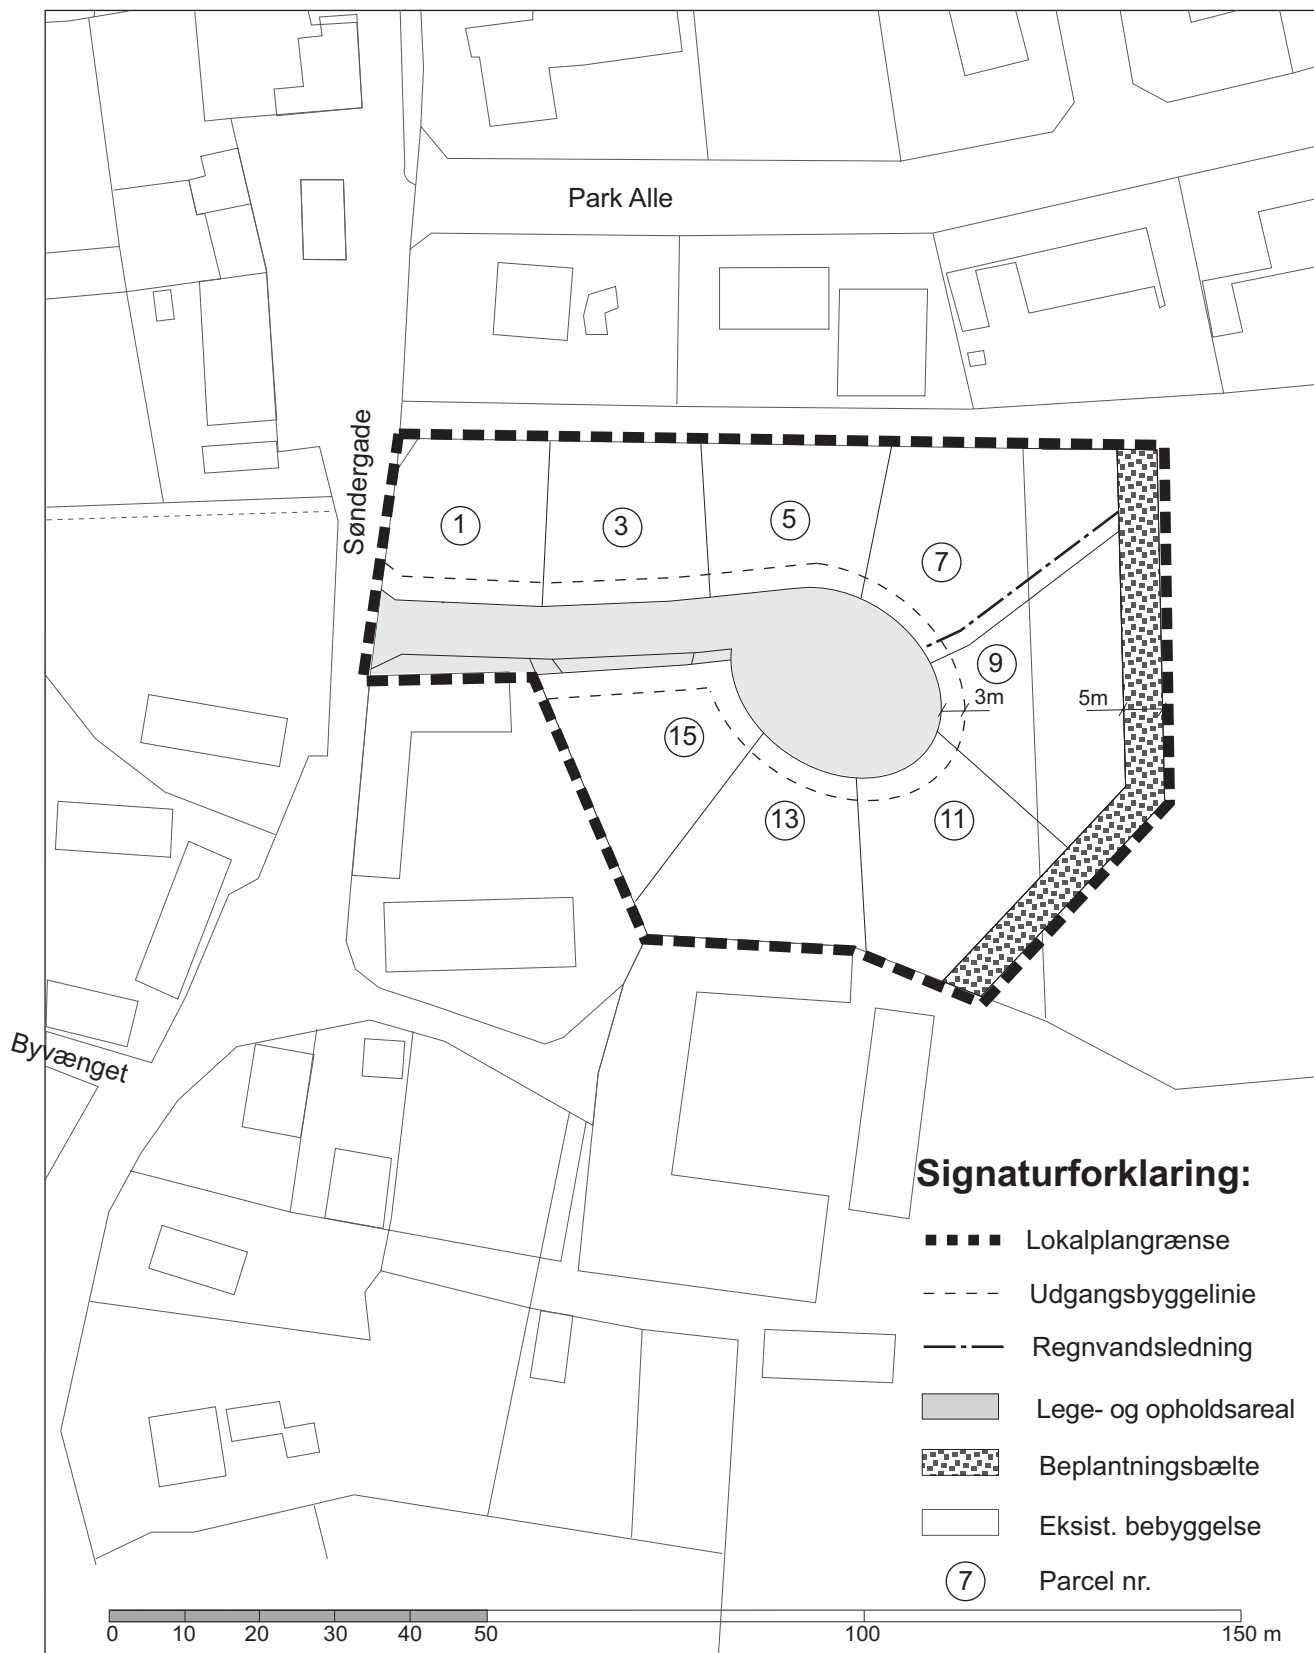 Park Alle
Søndergade
1
3
5
7
9
3m
5m
15
13
11
Byvænget
Signaturforklaring:
Lokalplangrænse
Udgangsbyggelinie
Regnvandsledning
Lege- og opholdsareal
Beplantningsbælte
Eksist. bebyggelse
7 Parcel nr.
0 10 20 30 40 50 100 150 m